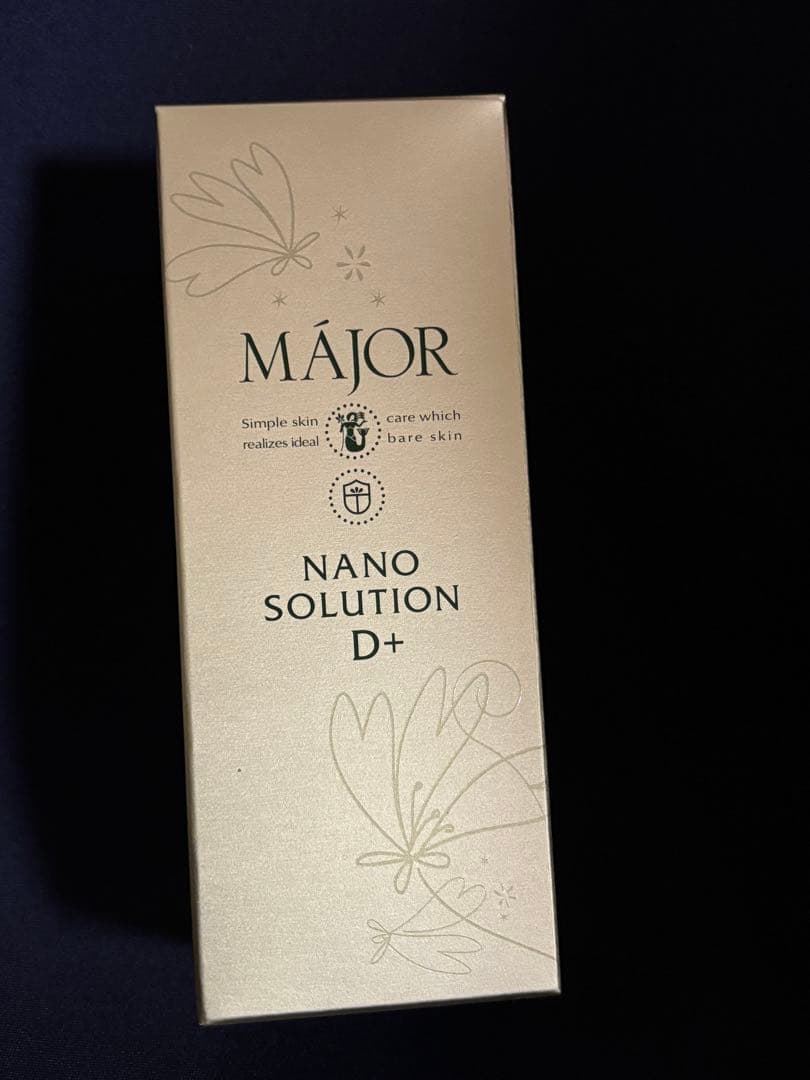 MÁJOR
Simple skin care which
realizes ideal bare skin
NANO
SOLUTION
D+